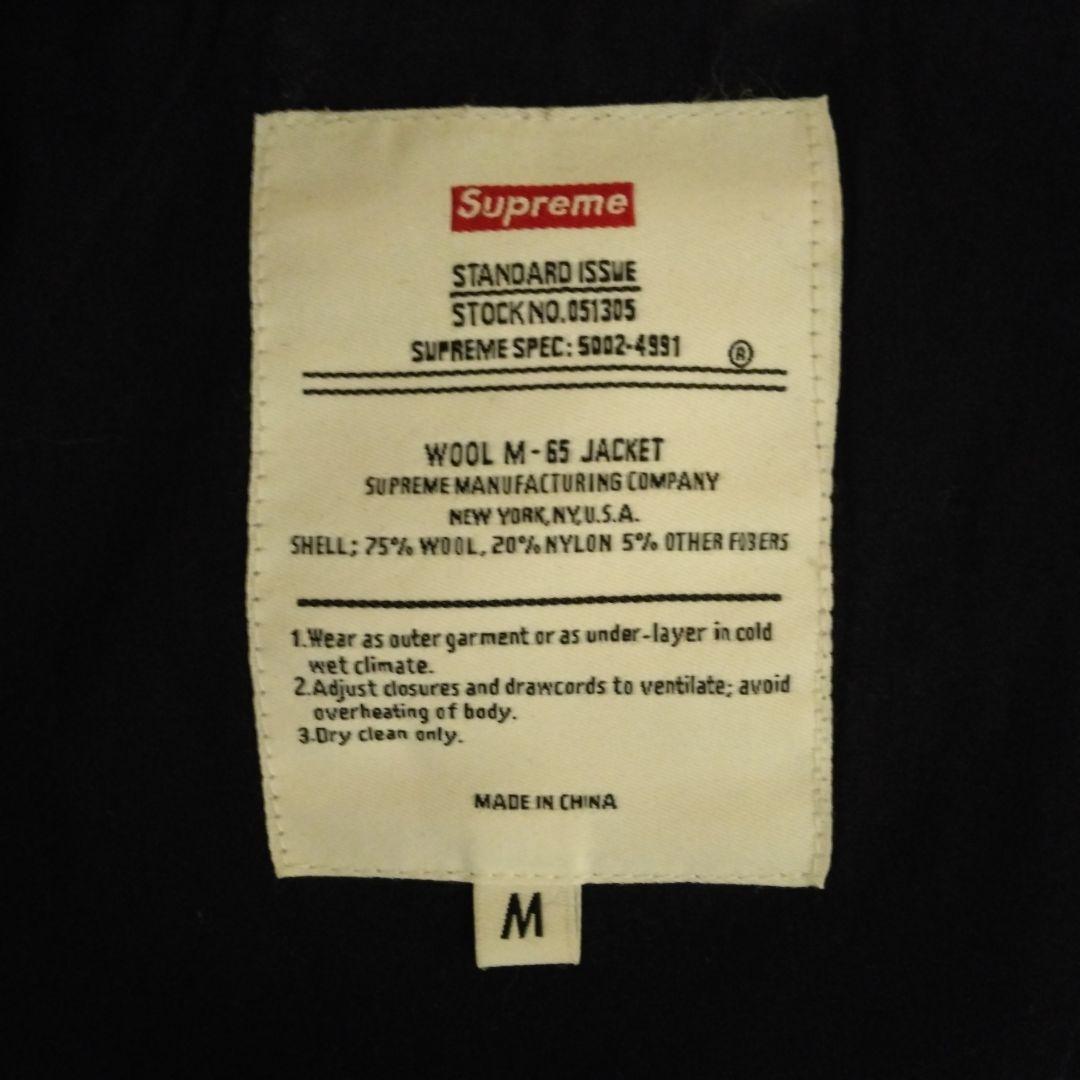 Supreme
STANDARD ISSUE
STOCK NO. 051305
SUPREME SPEC: 5002-4991 ®
WOOL M-65 JACKET
SUPREME MANUFACTURING COMPANY
NEW YORK, NY, U.S.A.
SHELL; 75% WOOL, 20% NYLON 5% OTHER FIBERS
1.Wear as outer garment or as under-layer in cold
wet climate.
2.Adjust closures and drawcords to ventilate; avoid
overheating of body.
3.Dry clean only.
MADE IN CHINA
M